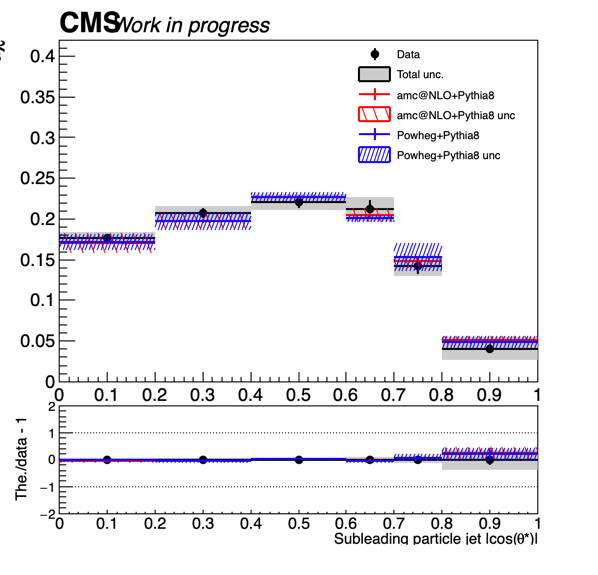 CMS Work in progress
0.4
0.35
0.3
0.25
0.2
0.15
0.1
0.05
0
Data
Total unc.
amc@NLO+Pythia8
amc@NLO+Pythia8 unc
Powheg+Pythia8
Powheg+Pythia8 unc
0 0.1 0.2 0.3 0.4 0.5 0.6 0.7 0.8 0.9 1
The./data - 1
2
1
0
−1
−2
0 0.1 0.2 0.3 0.4 0.5 0.6 0.7 0.8 0.9 1
Subleading particle jet |cos(θ*)|